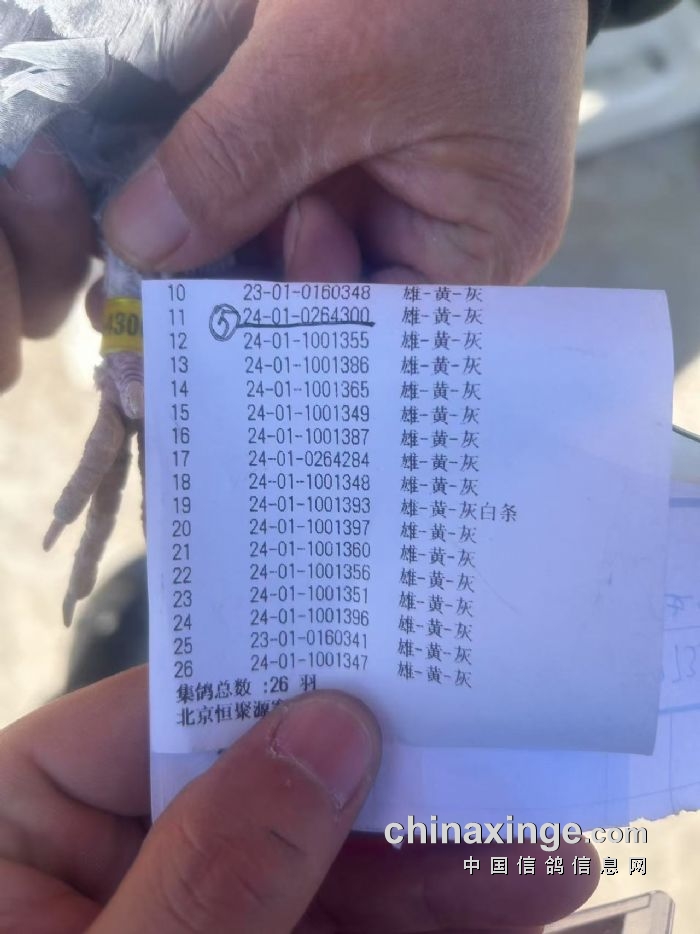 10 23-01-0160348 雄-黄-灰
⑤
11 24-01-0264300 雄-黄-灰
12 24-01-1001355 雄-黄-灰
13 24-01-1001386 雄-黄-灰
14 24-01-1001365 雄-黄-灰
15 24-01-1001349 雄-黄-灰
16 24-01-1001387 雄-黄-灰
17 24-01-0264284 雄-黄-灰
18 24-01-1001348 雄-黄-灰
19 24-01-1001393 雄-黄-灰白条
20 24-01-1001397 雄-黄-灰
21 24-01-1001360 雄-黄-灰
22 24-01-1001356 雄-黄-灰
23 24-01-1001351 雄-黄-灰
24 24-01-1001396 雄-黄-灰
25 23-01-0160341 雄-黄-灰
26 24-01-1001347 雄-黄-灰
集鸽总数 :26 羽
北京恒聚源
430
chinaxinge.com
中国信鸽信息网